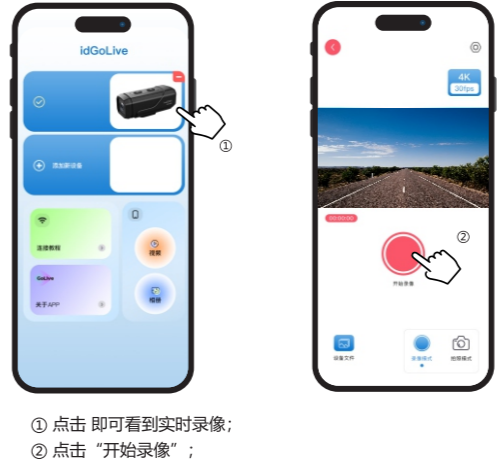 idGoLive
①
添加新设备
连接教程
视频
GoLive
关于APP
相册
4K
30fps
00:00:00
②
开始录像
设备文件
录像模式
拍照模式
① 点击 即可看到实时录像；
② 点击“开始录像”；